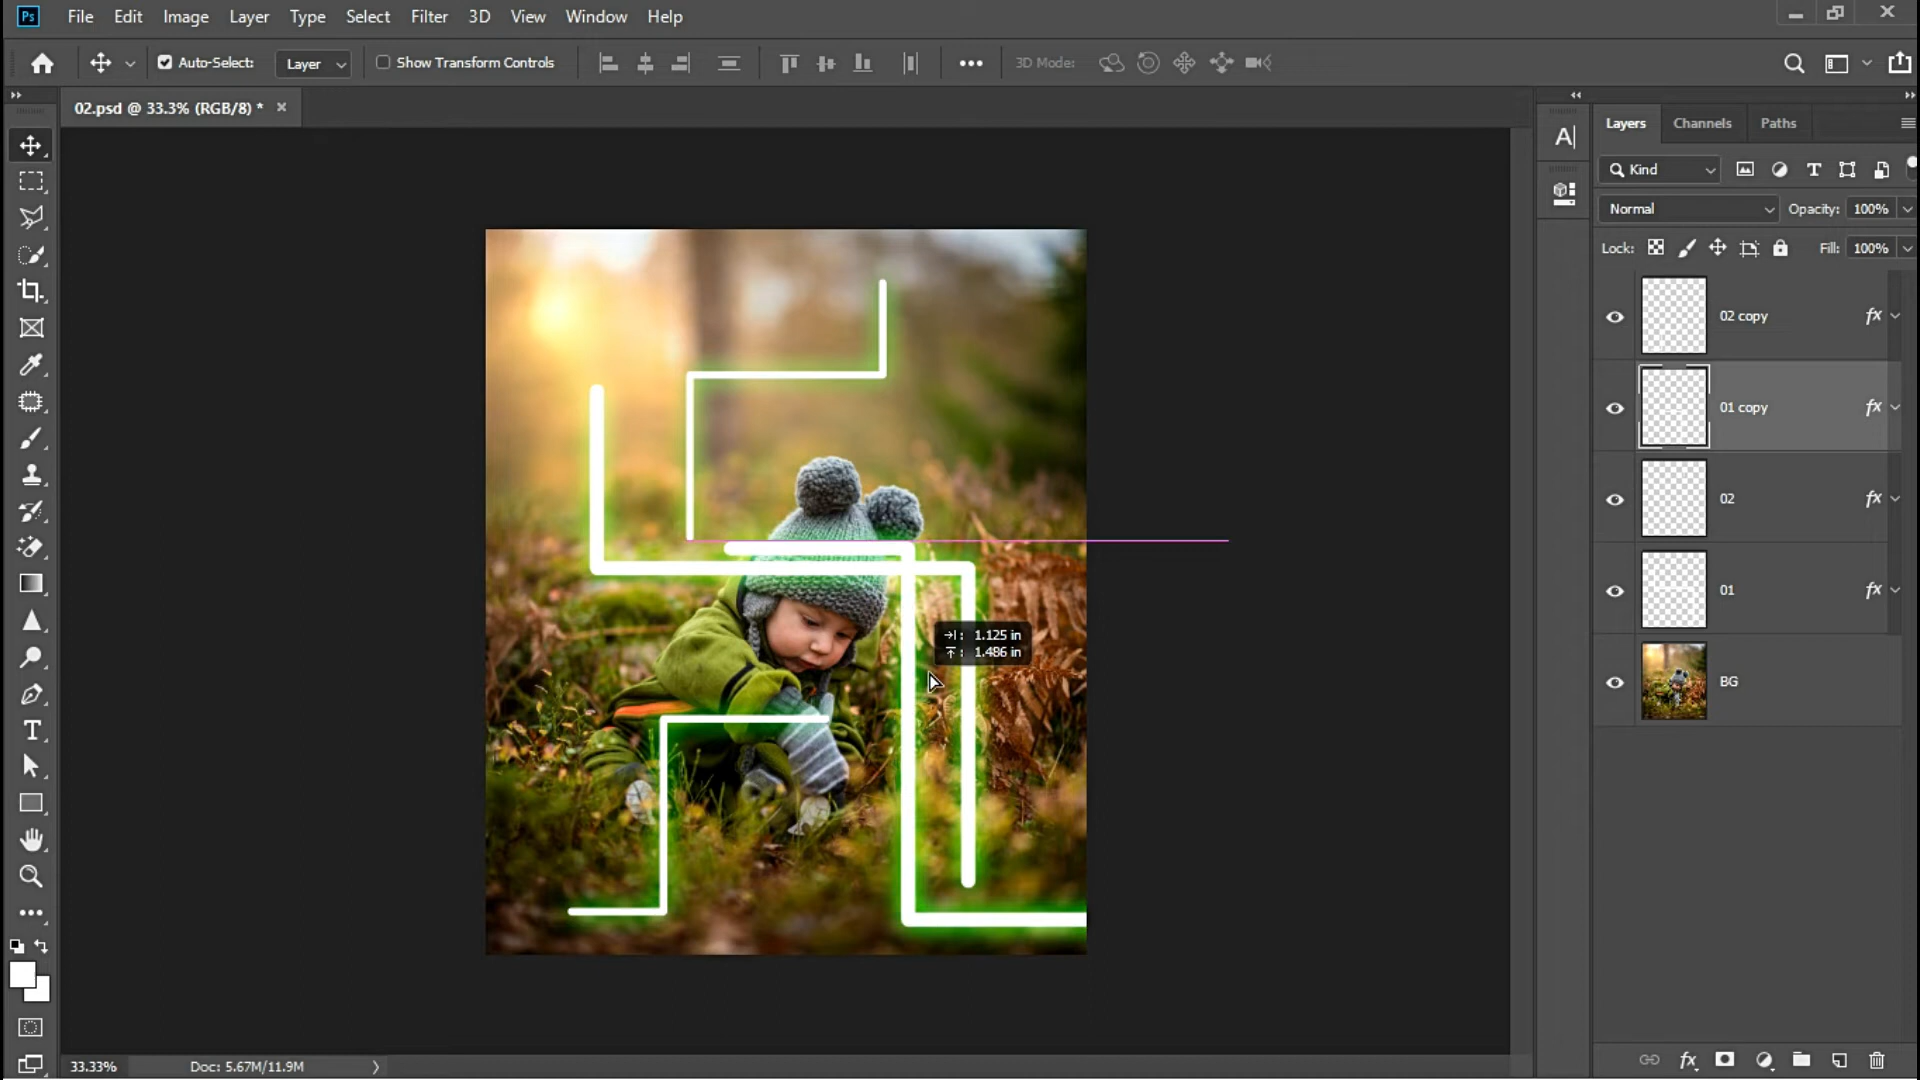 Ps File Edit Image Layer Type Select Filter 3D View Window Help
Auto-Select: Layer Show Transform Controls 3D Mode:
02.psd @ 33.3% (RGB/8) *
Layers Channels Paths
Kind
Normal Opacity: 100%
Lock: Fill: 100%
02 copy fx
01 copy fx
02 fx
01 fx
BG
1.125 in
1.486 in
33.33% Doc: 5.67M/11.9M